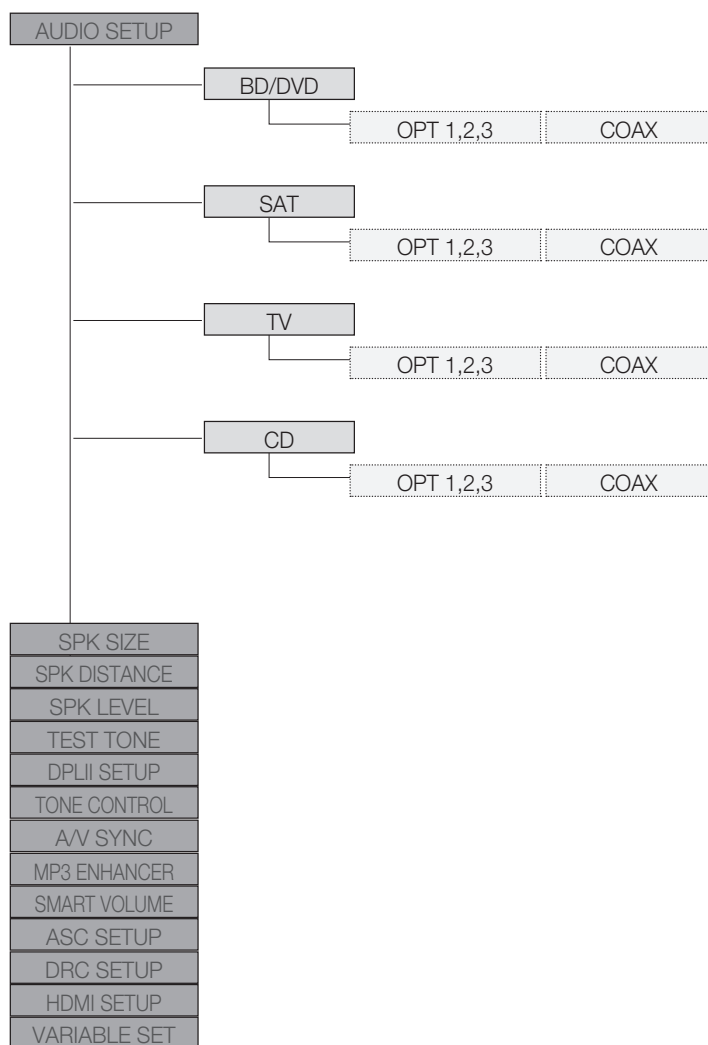 AUDIO SETUP
BD/DVD
OPT 1,2,3 COAX
SAT
OPT 1,2,3 COAX
TV
OPT 1,2,3 COAX
CD
OPT 1,2,3 COAX
SPK SIZE
SPK DISTANCE
SPK LEVEL
TEST TONE
DPLII SETUP
TONE CONTROL
A/V SYNC
MP3 ENHANCER
SMART VOLUME
ASC SETUP
DRC SETUP
HDMI SETUP
VARIABLE SET